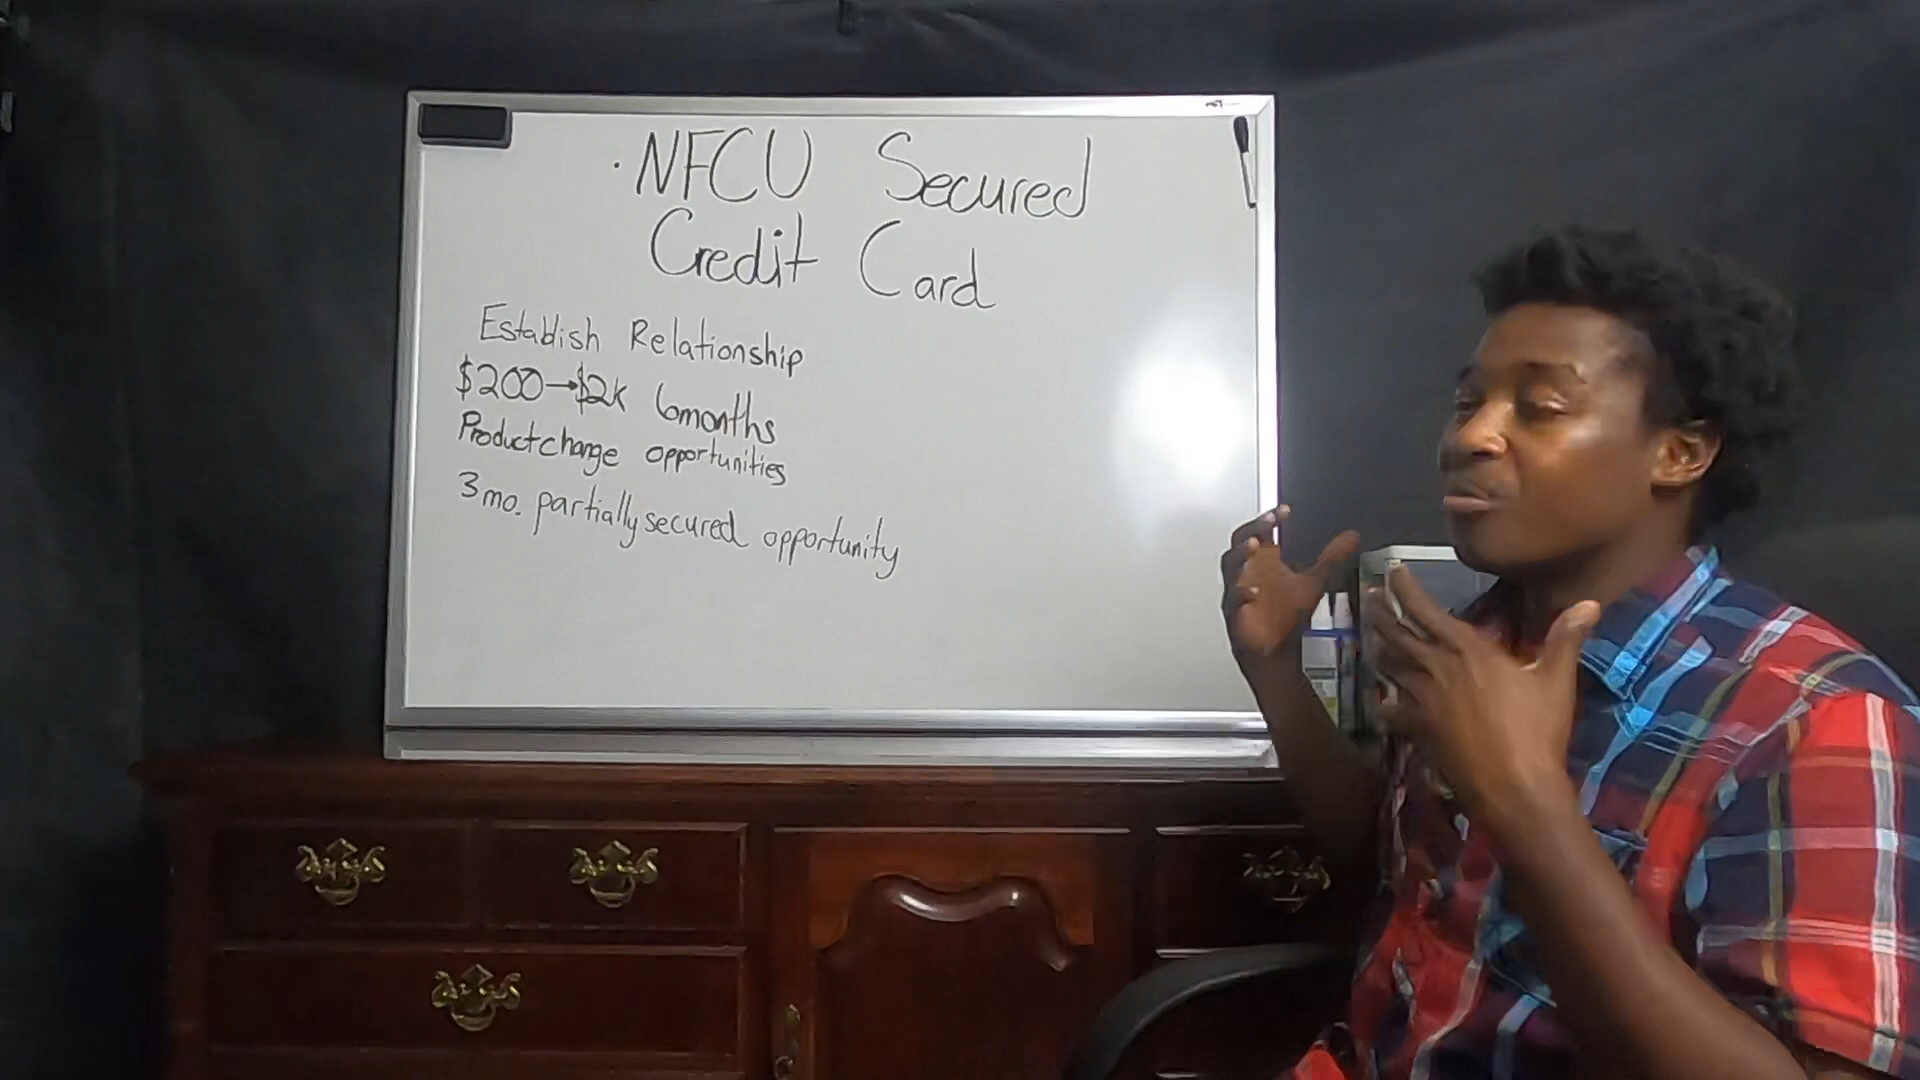 ·NFCU Secured
Credit Card
Establish Relationship
$200→$2K 6months
Productchange opportunities
3mo. partially secured opportunity